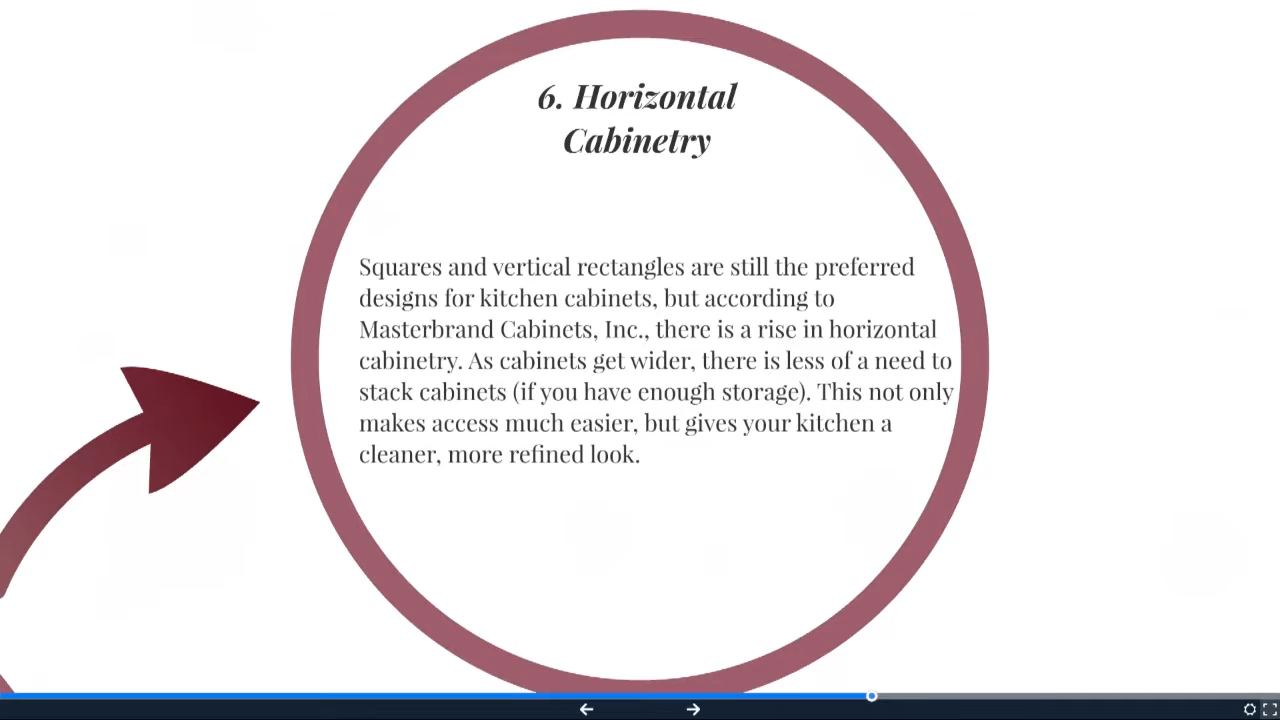 6. Horizontal
Cabinetry
Squares and vertical rectangles are still the preferred
designs for kitchen cabinets, but according to
Masterbrand Cabinets, Inc., there is a rise in horizontal
cabinetry. As cabinets get wider, there is less of a need to
stack cabinets (if you have enough storage). This not only
makes access much easier, but gives your kitchen a
cleaner, more refined look.